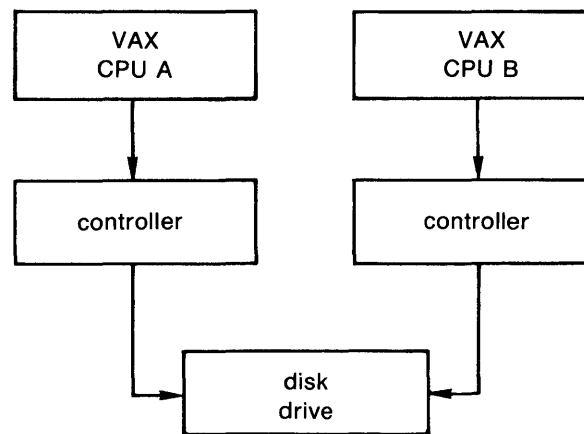 VAX
CPU A
VAX
CPU B
controller
controller
disk
drive